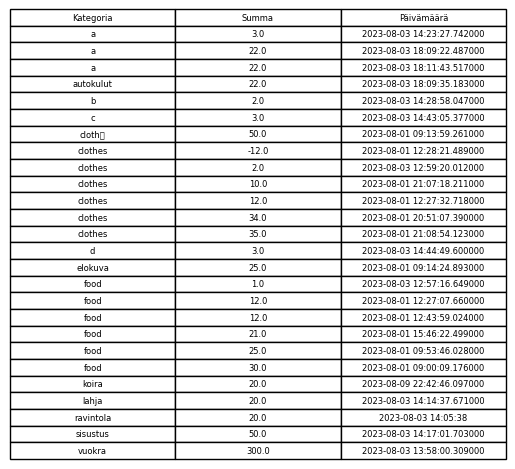 Kategoria Summa Päivämäärä
a 3.0 2023-08-03 14:23:27.742000
a 22.0 2023-08-03 18:09:22.487000
a 22.0 2023-08-03 18:11:43.517000
autokulut 22.0 2023-08-03 18:09:35.183000
b 2.0 2023-08-03 14:28:58.047000
c 3.0 2023-08-03 14:43:05.377000
cloth 50.0 2023-08-01 09:13:59.261000
clothes -12.0 2023-08-01 12:28:21.489000
clothes 2.0 2023-08-03 12:59:20.012000
clothes 10.0 2023-08-01 21:07:18.211000
clothes 12.0 2023-08-01 12:27:32.718000
clothes 34.0 2023-08-01 20:51:07.390000
clothes 35.0 2023-08-01 21:08:54.123000
d 3.0 2023-08-03 14:44:49.600000
elokuva 25.0 2023-08-01 09:14:24.893000
food 1.0 2023-08-03 12:57:16.649000
food 12.0 2023-08-01 12:27:07.660000
food 12.0 2023-08-01 12:43:59.024000
food 21.0 2023-08-01 15:46:22.499000
food 25.0 2023-08-01 09:53:46.028000
food 30.0 2023-08-01 09:00:09.176000
koira 20.0 2023-08-09 22:42:46.097000
lahja 20.0 2023-08-03 14:14:37.671000
ravintola 20.0 2023-08-03 14:05:38
sisustus 50.0 2023-08-03 14:17:01.703000
vuokra 300.0 2023-08-03 13:58:00.309000